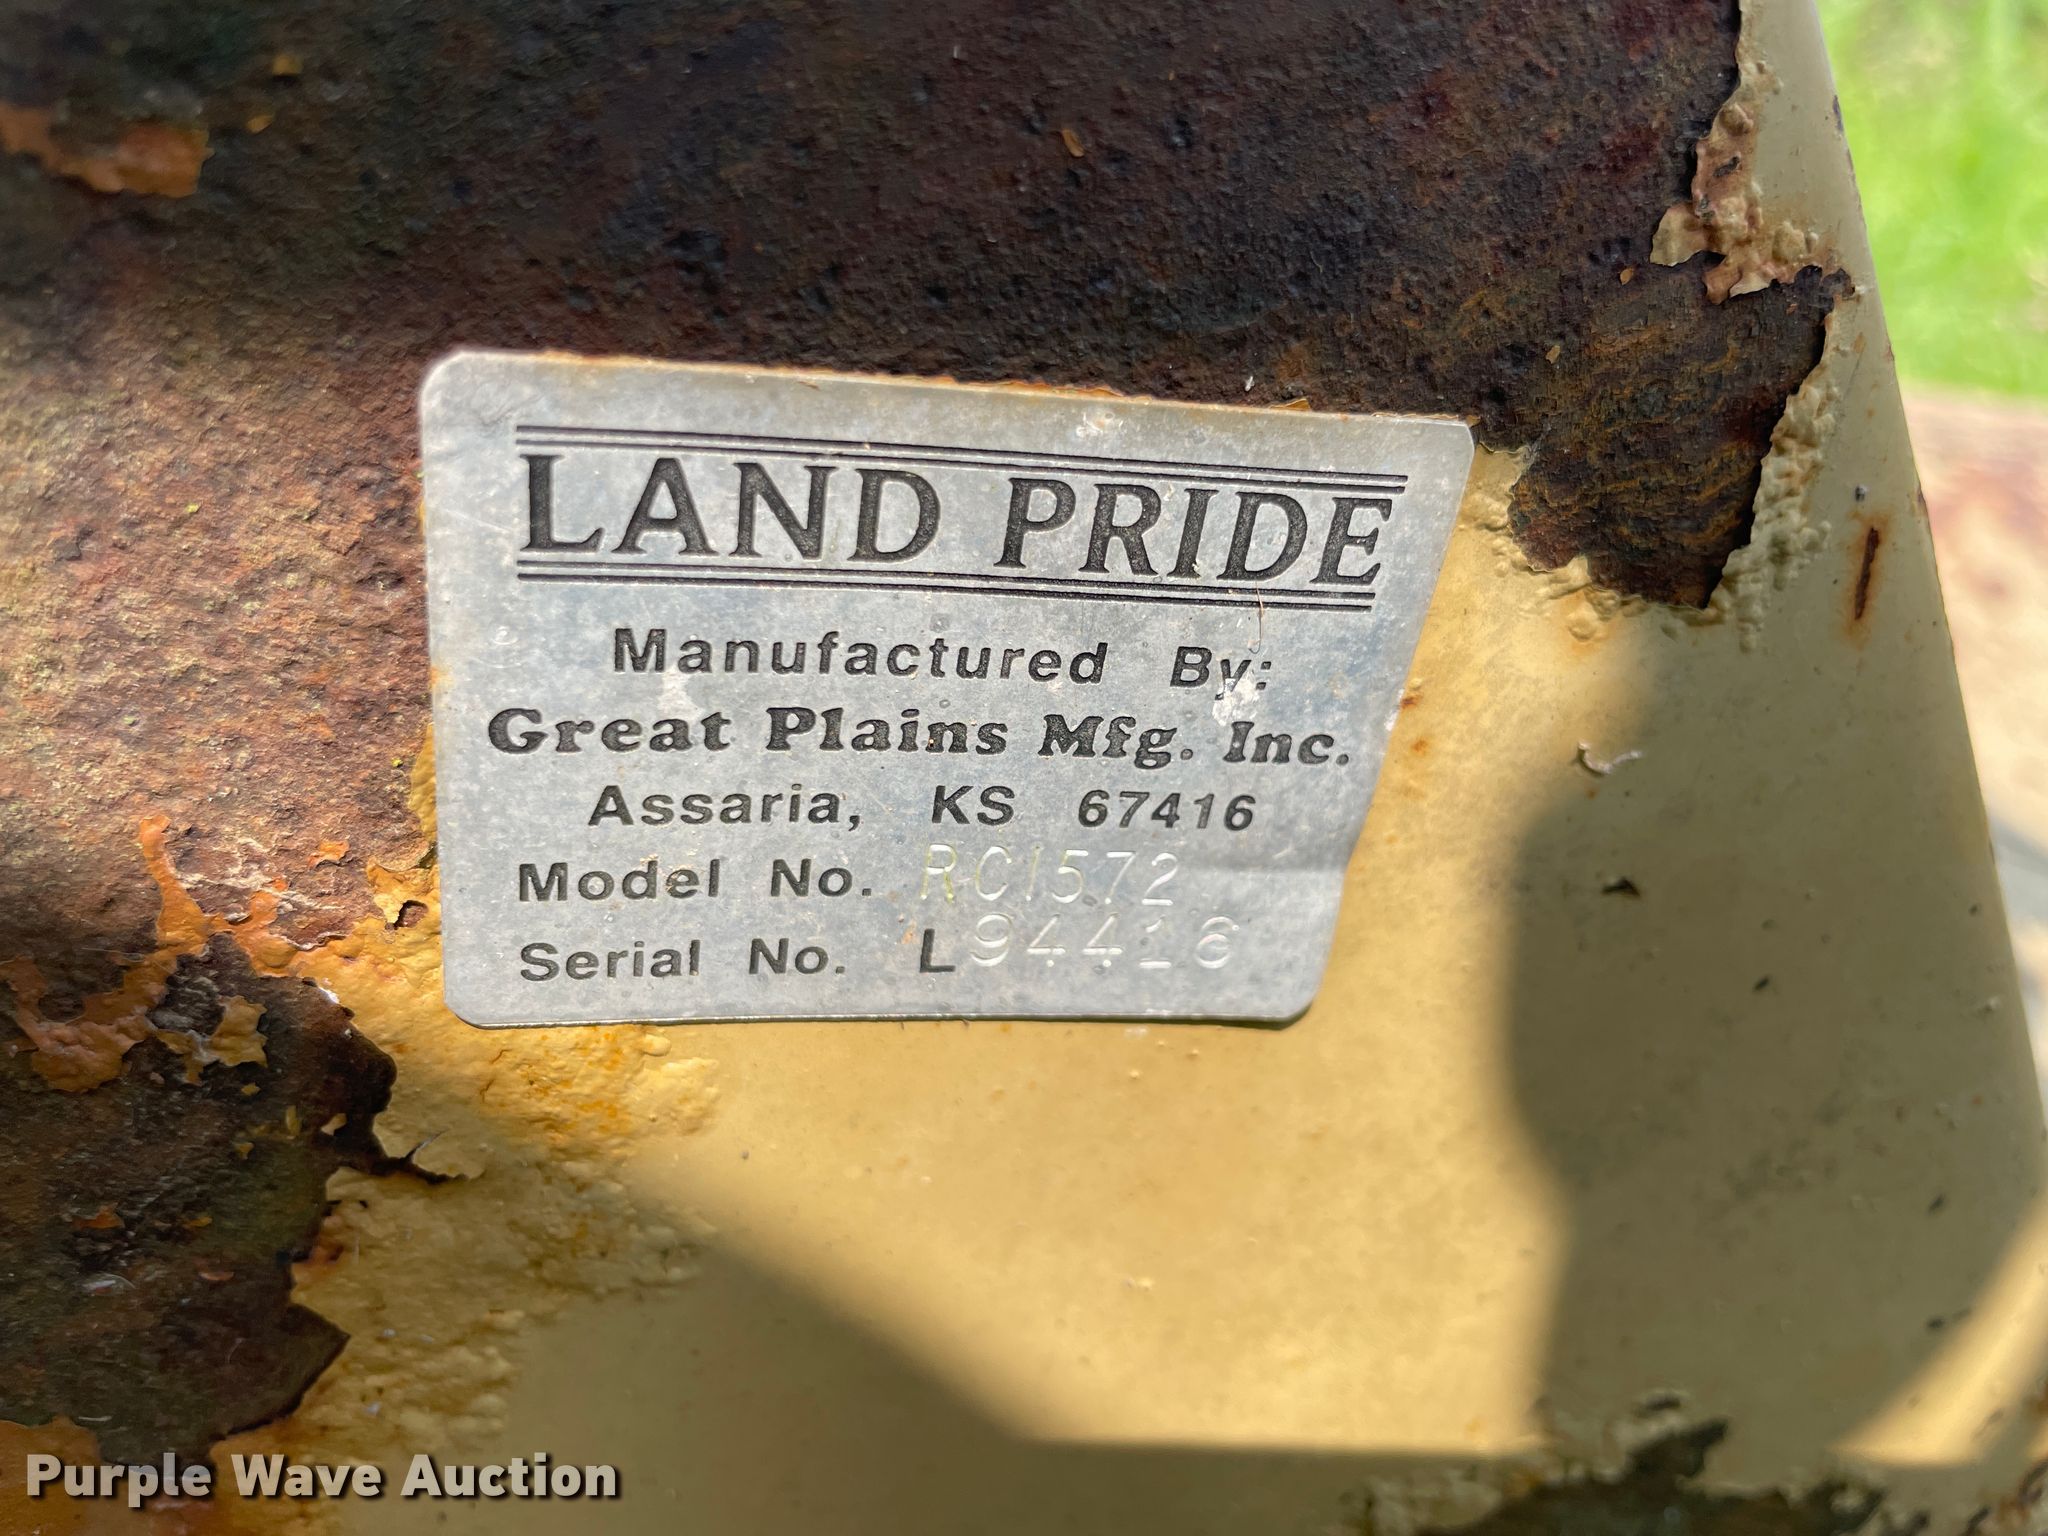 LAND PRIDE
Manufactured By:
Great Plains Mfg. Inc.
Assaria, KS 67416
Model No. RC1572
Serial No. L94416
Purple Wave Auction